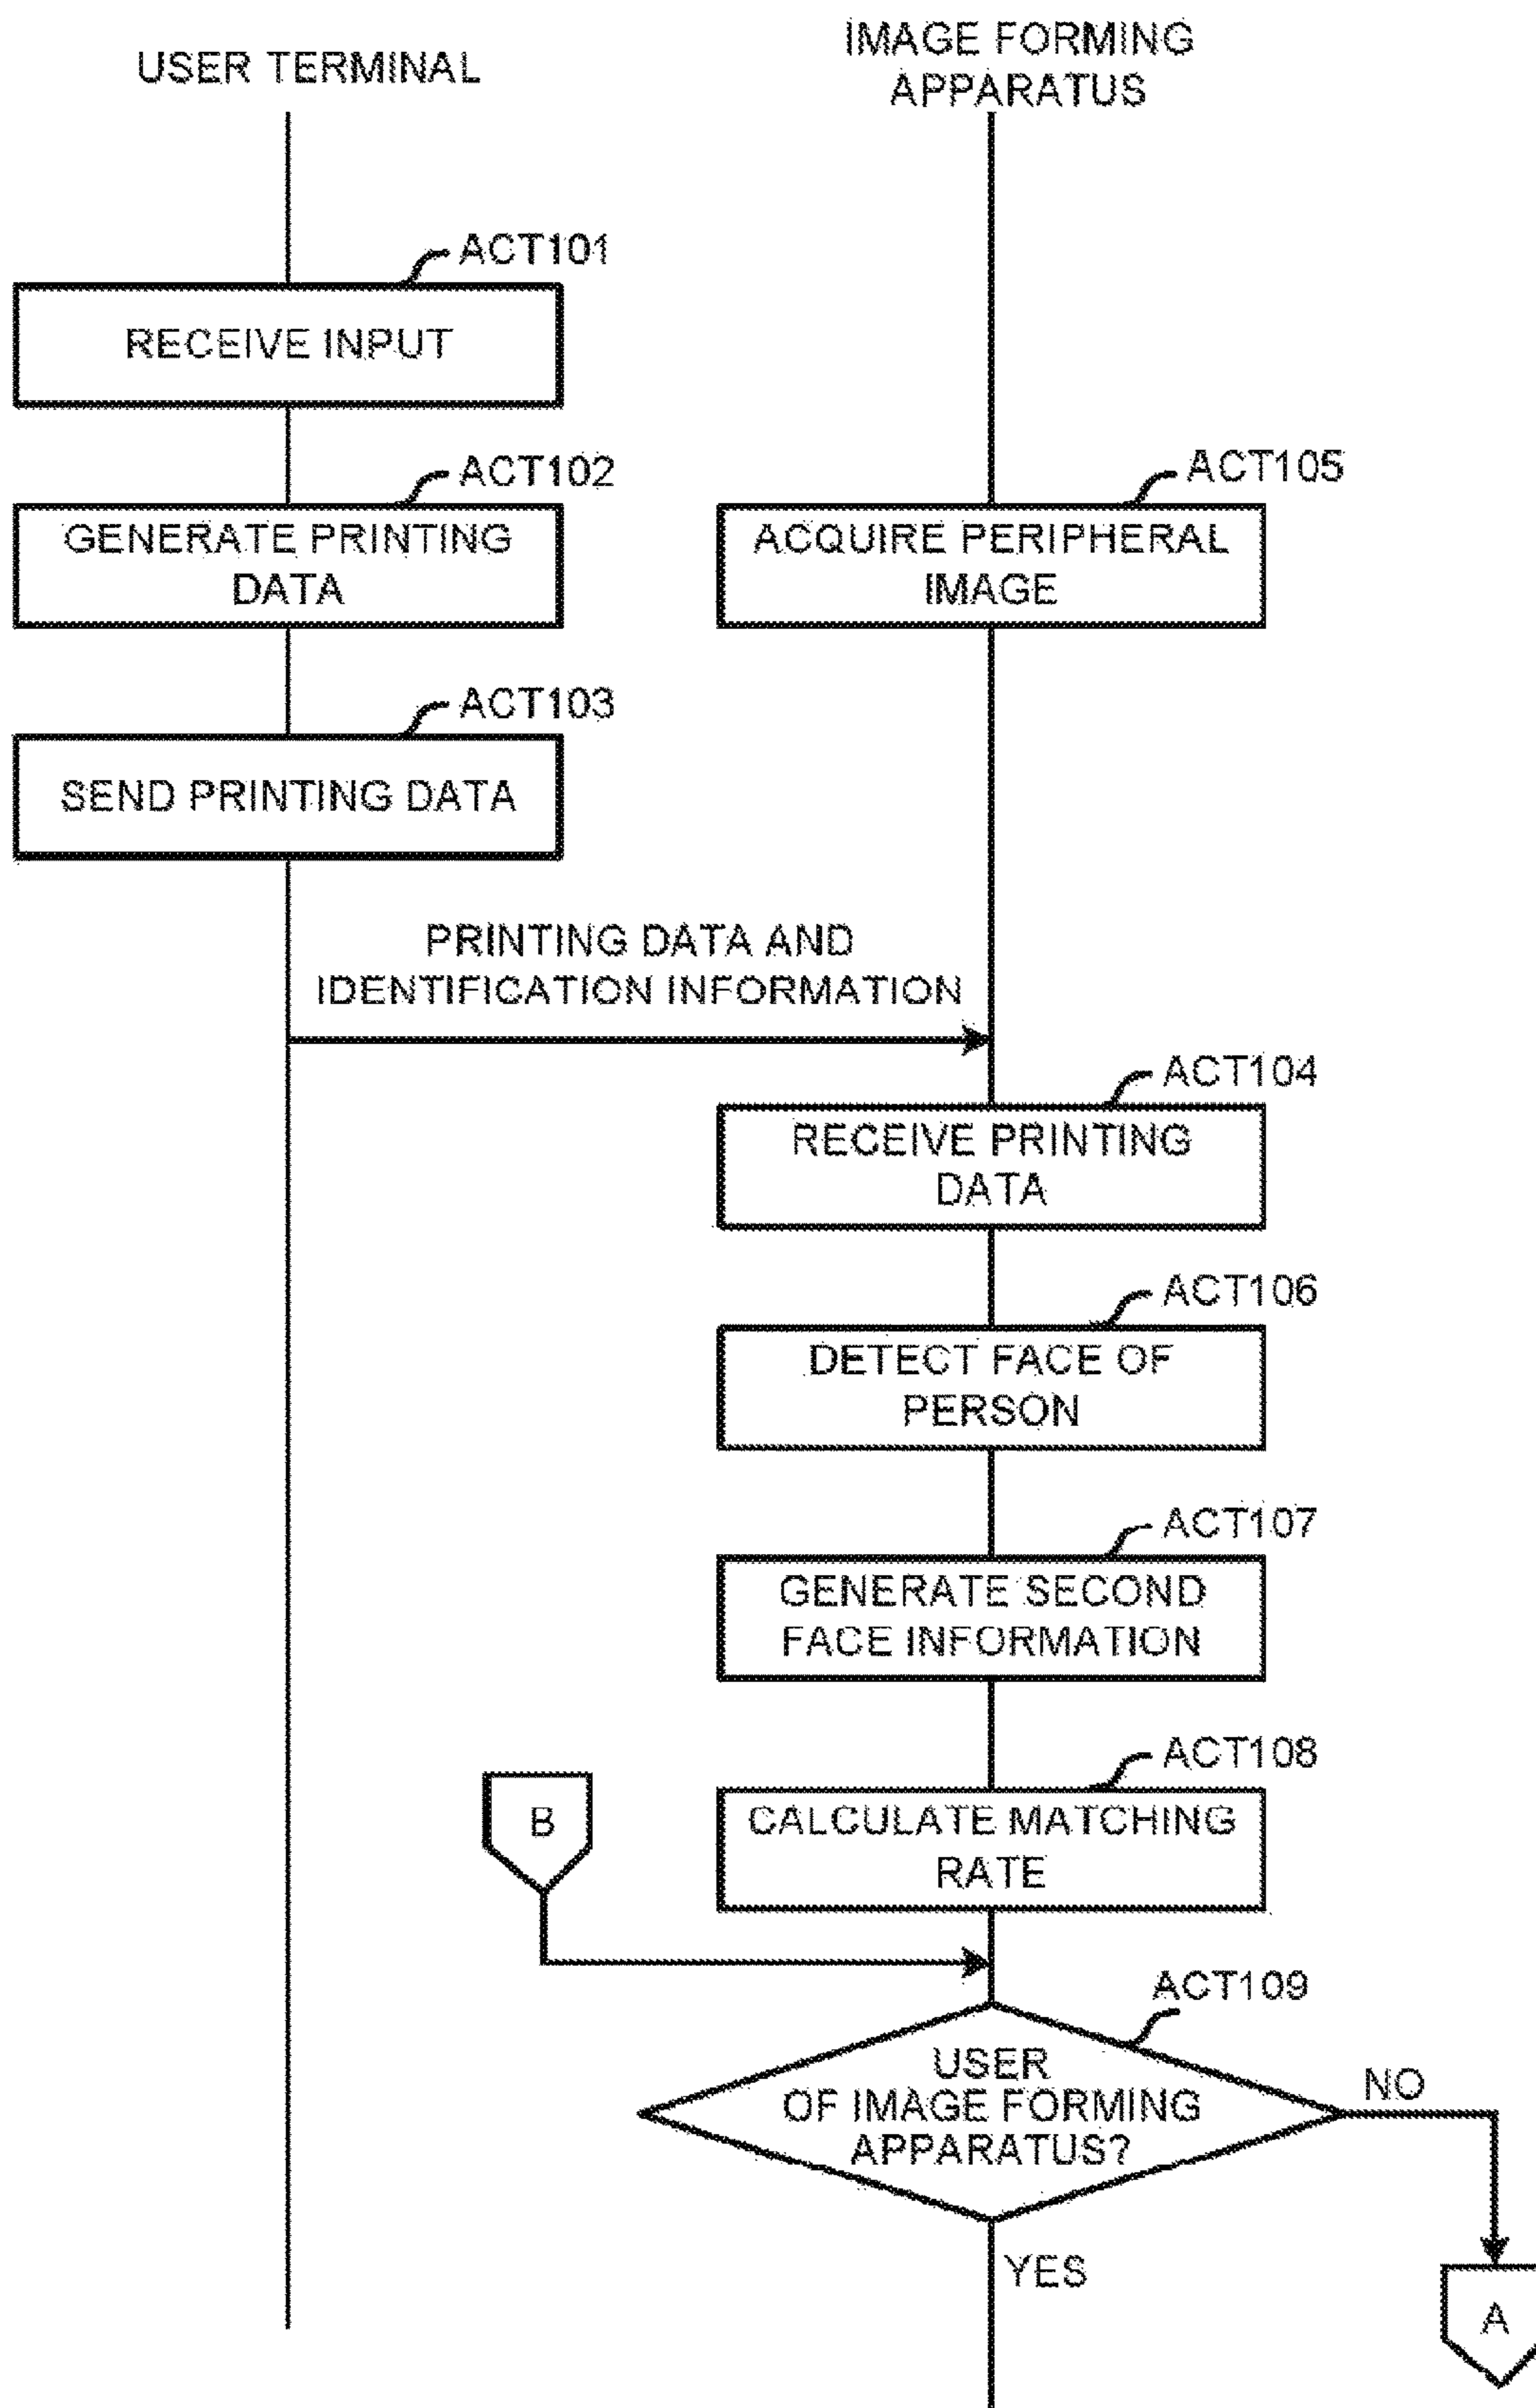 USER TERMINAL
IMAGE FORMING
APPARATUS
ACT101
RECEIVE INPUT
ACT102
GENERATE PRINTING
DATA
ACT105
ACQUIRE PERIPHERAL
IMAGE
ACT103
SEND PRINTING DATA
PRINTING DATA AND
IDENTIFICATION INFORMATION
ACT104
RECEIVE PRINTING
DATA
ACT106
DETECT FACE OF
PERSON
ACT107
GENERATE SECOND
FACE INFORMATION
ACT108
CALCULATE MATCHING
RATE
B
ACT109
USER
OF IMAGE FORMING
APPARATUS?
NO
YES
A